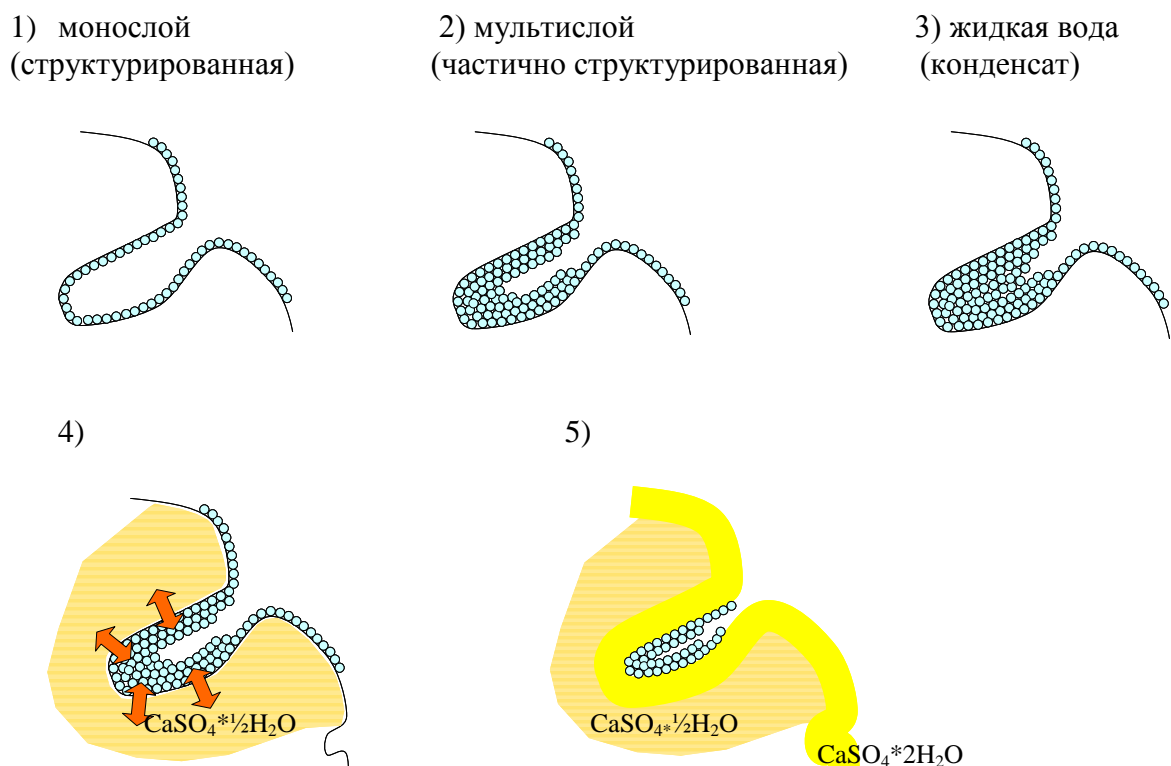 1) монослой
(структурированная)
2) мультислой
(частично структурированная)
3) жидкая вода
(конденсат)
4)
5)
CaSO₄*½H₂O
CaSO₄*½H₂O
CaSO₄*2H₂O